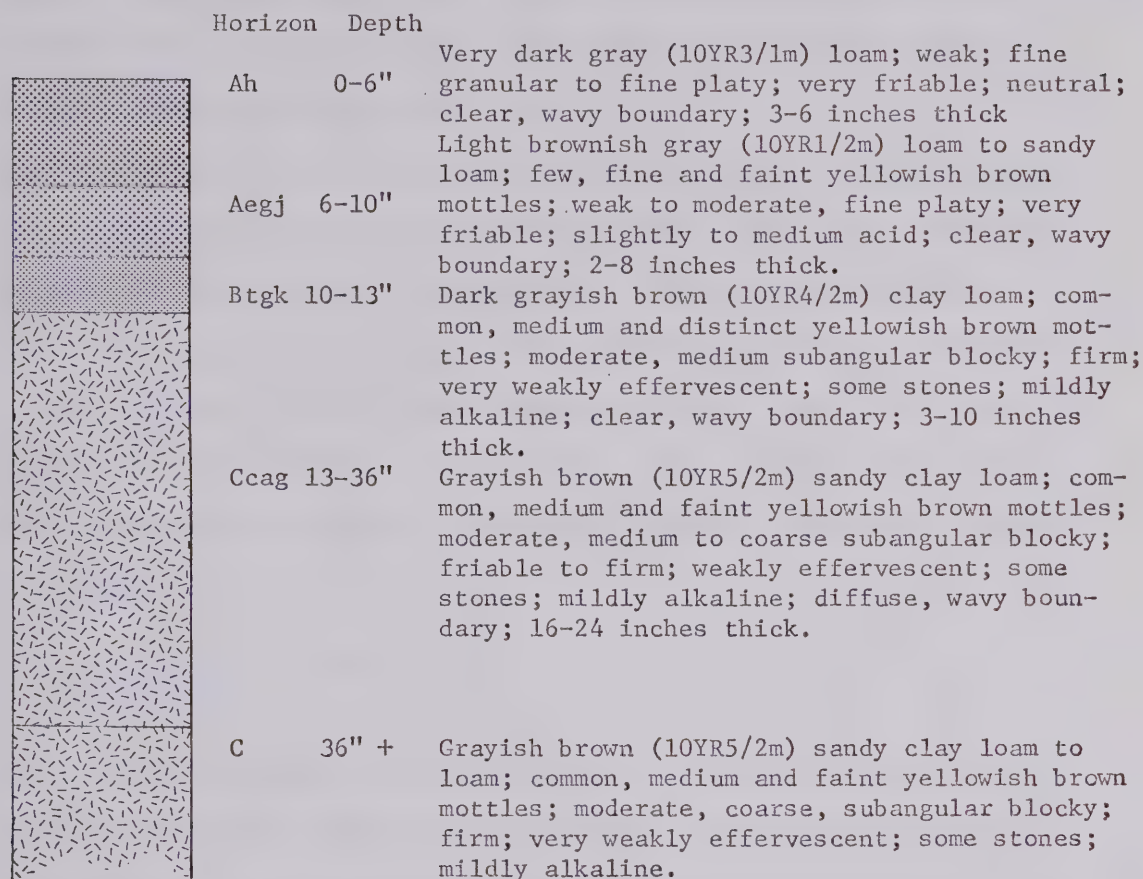 Horizon Depth
Very dark gray (10YR3/1m) loam; weak; fine
Ah 0-6" granular to fine platy; very friable; neutral;
clear, wavy boundary; 3-6 inches thick
Light brownish gray (10YR1/2m) loam to sandy
loam; few, fine and faint yellowish brown
Aegj 6-10" mottles; weak to moderate, fine platy; very
friable; slightly to medium acid; clear, wavy
boundary; 2-8 inches thick.
Btgk 10-13" Dark grayish brown (10YR4/2m) clay loam; com-
mon, medium and distinct yellowish brown mot-
tles; moderate, medium subangular blocky; firm;
very weakly effervescent; some stones; mildly
alkaline; clear, wavy boundary; 3-10 inches
thick.
Ccag 13-36" Grayish brown (10YR5/2m) sandy clay loam; com-
mon, medium and faint yellowish brown mottles;
moderate, medium to coarse subangular blocky;
friable to firm; weakly effervescent; some
stones; mildly alkaline; diffuse, wavy boun-
dary; 16-24 inches thick.
C 36" + Grayish brown (10YR5/2m) sandy clay loam to
loam; common, medium and faint yellowish brown
mottles; moderate, coarse, subangular blocky;
firm; very weakly effervescent; some stones;
mildly alkaline.